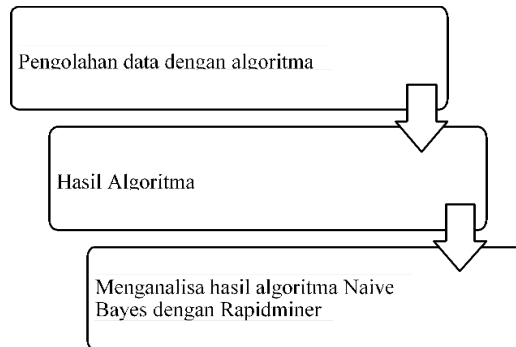 Pengolahan data dengan algoritma
Hasil Algoritma
Menganalisa hasil algoritma Naive
Bayes dengan Rapidminer